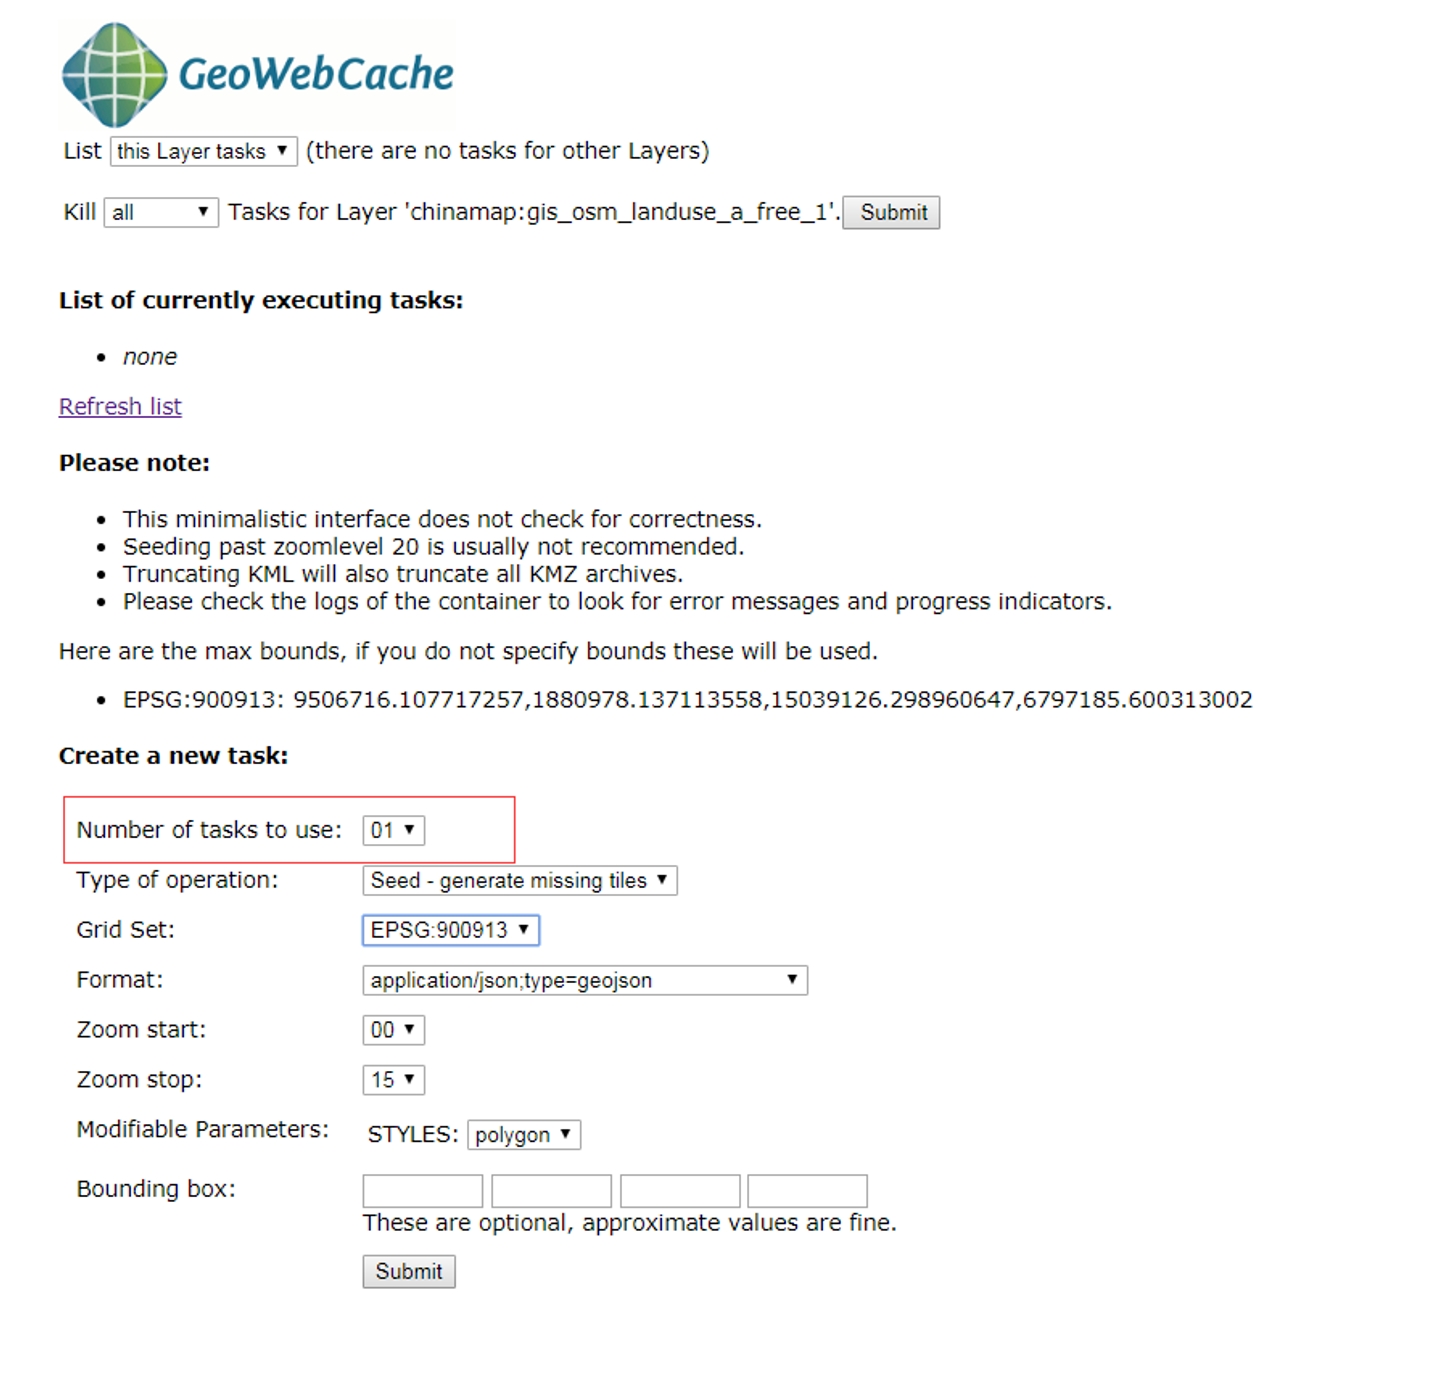 GeoWebCache
List this Layer tasks (there are no tasks for other Layers)
Kill all Tasks for Layer 'chinamap:gis_osm_landuse_a_free_1'. Submit
List of currently executing tasks:
• none
Refresh list
Please note:
• This minimalistic interface does not check for correctness.
• Seeding past zoomlevel 20 is usually not recommended.
• Truncating KML will also truncate all KMZ archives.
• Please check the logs of the container to look for error messages and progress indicators.
Here are the max bounds, if you do not specify bounds these will be used.
• EPSG:900913: 9506716.107717257,1880978.137113558,15039126.298960647,6797185.600313002
Create a new task:
Number of tasks to use: 01
Type of operation: Seed - generate missing tiles
Grid Set: EPSG:900913
Format: application/json;type=geojson
Zoom start: 00
Zoom stop: 15
Modifiable Parameters: STYLES: polygon
Bounding box:
These are optional, approximate values are fine.
Submit